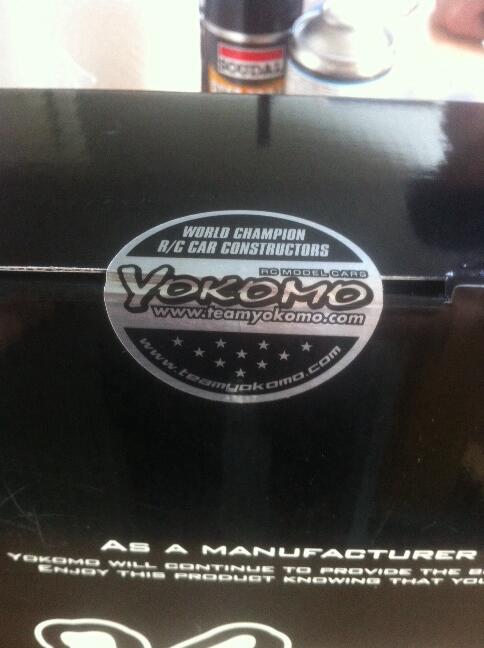 SOUDAL
WORLD CHAMPION
R/C CAR CONSTRUCTORS
RC MODEL CARS
YOKOMO
www.teamyokomo.com
www.teamyokomo.com
AS A MANUFACTURER
YOKOMO WILL CONTINUE TO PROVIDE THE
ENJOY THIS PRODUCT KNOWING THAT